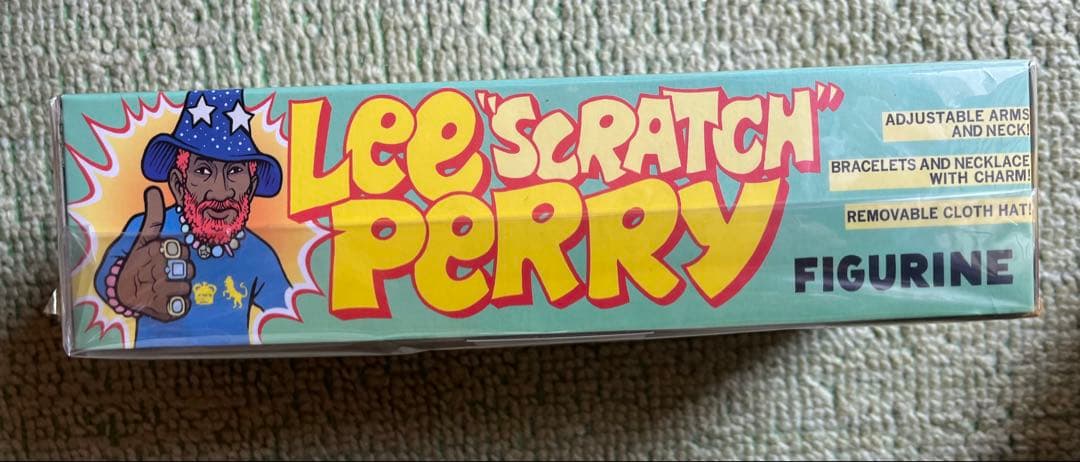 Lee "SCRATCH"
PERRY
ADJUSTABLE ARMS
AND NECK!
BRACELETS AND NECKLACE
WITH CHARM!
REMOVABLE CLOTH HAT!
FIGURINE